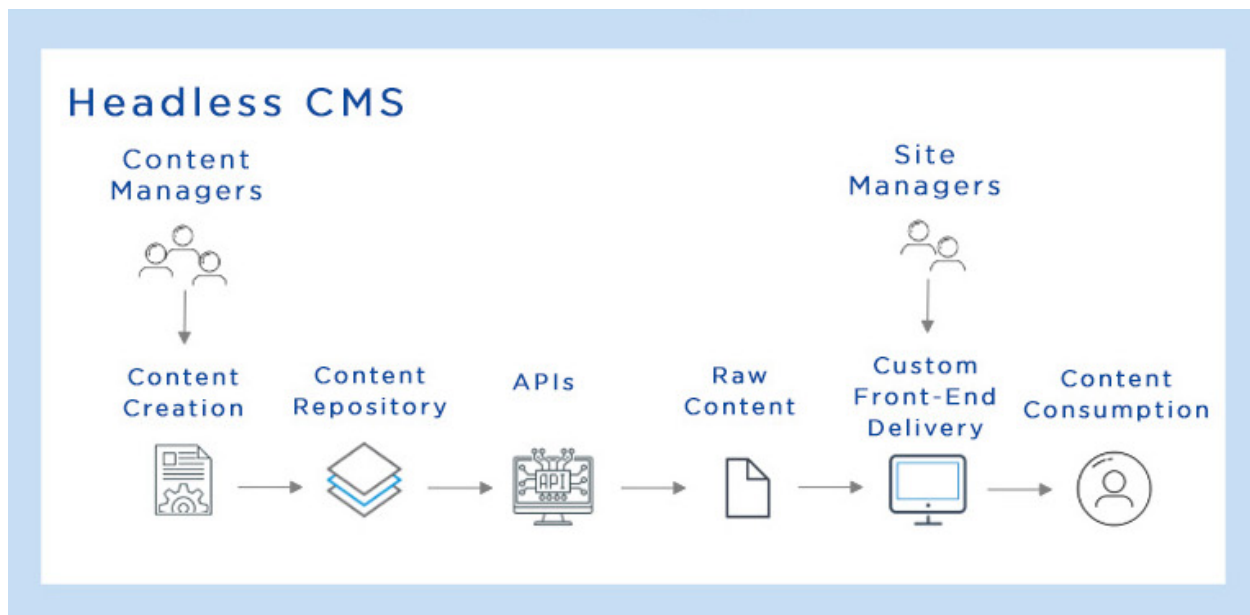 Headless CMS
Content
Managers
Site
Managers
Content
Creation
Content
Repository
APIs
API
Raw
Content
Custom
Front-End
Delivery
Content
Consumption